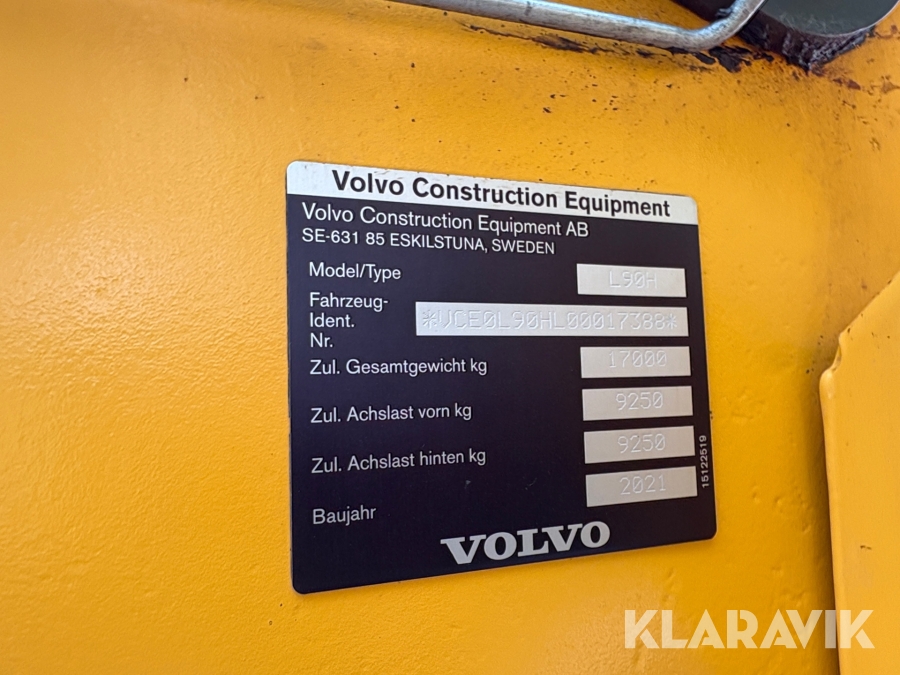 Volvo Construction Equipment
Volvo Construction Equipment AB
SE-631 85 ESKILSTUNA, SWEDEN
Model/Type L90H
Fahrzeug-
Ident. *VCE0L90HL00017388*
Nr.
Zul. Gesamtgewicht kg 17000
Zul. Achslast vorn kg 9250
Zul. Achslast hinten kg 9250
Baujahr 2021
VOLVO
15122519
KLARAVIK